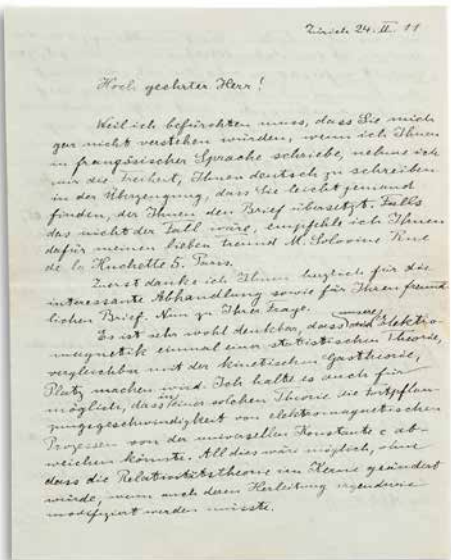 Zürich 24. II. 11
Hoch geehrter Herr!
Weil ich befürchten muss, dass Sie mich
gar nicht verstehen würden, wenn ich Ihnen
in französischer Sprache schriebe, nehme ich
mir die Freiheit, Ihnen deutsch zu schreiben
in der Überzeugung, dass Sie leicht jemand
finden, der Ihnen den Brief übersetzt. Falls
das nicht der Fall wäre, empfehle ich Ihnen
dafür meinen lieben Freund M. Solovine Rue
de la Huchette 5. Paris.
Zuerst danke ich Ihnen herzlich für die
interessante Abhandlung sowie für Ihren freund
lichen Brief. Nun zu Ihrer Frage.
Es ist sehr wohl denkbar, dass unsere Elektro-
magnetik einmal einer statistischen Theorie,
vergleichbar mit der kinetischen Gastheorie,
Platz machen wird. Ich halte es auch für
möglich, dass in einer solchen Theorie die Fortpflan-
zungsgeschwindigkeit von elektromagnetischen
Prozessen von der universellen Konstante c ab-
weichen könnte. All dies wäre möglich, ohne
dass die Relativitätstheorie im Kerne geändert
würde, wenn auch deren Herleitung irgendwie
modifiziert werden müsste.